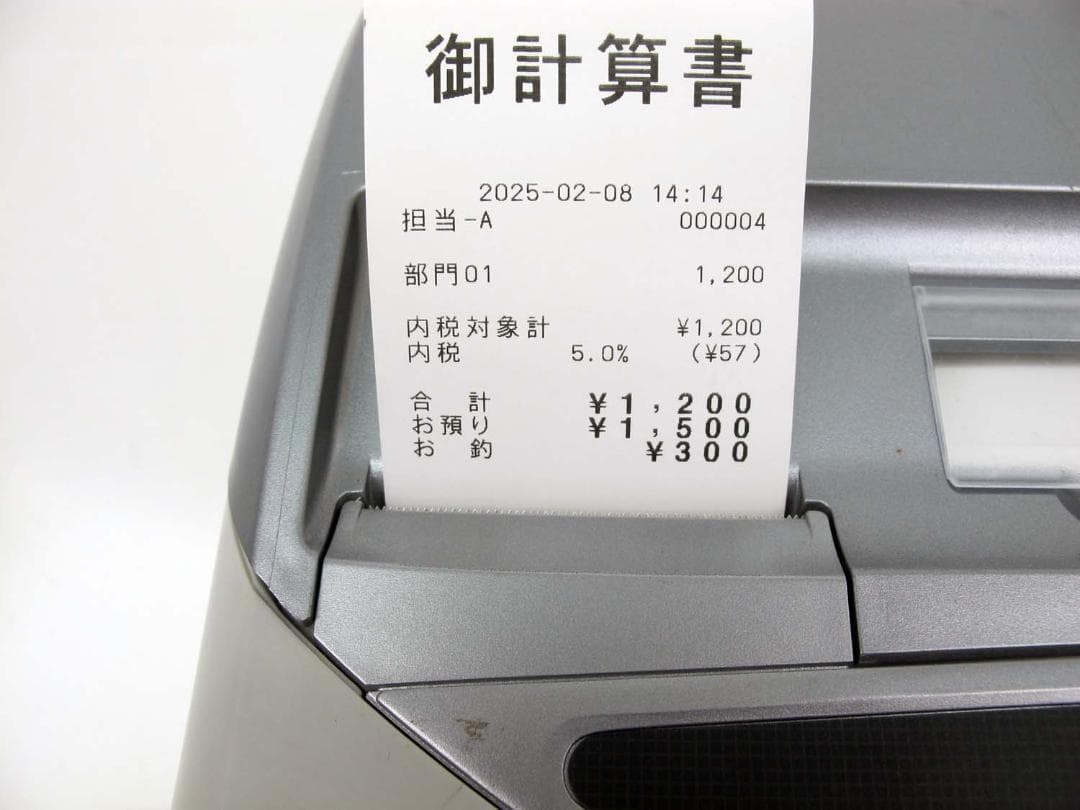 御計算書
2025-02-08 14:14
担当-A 000004
部門01 1,200
内税対象計 ¥1,200
内税 5.0% (¥57)
合 計 ¥1,200
お預り ¥1,500
お 釣 ¥300